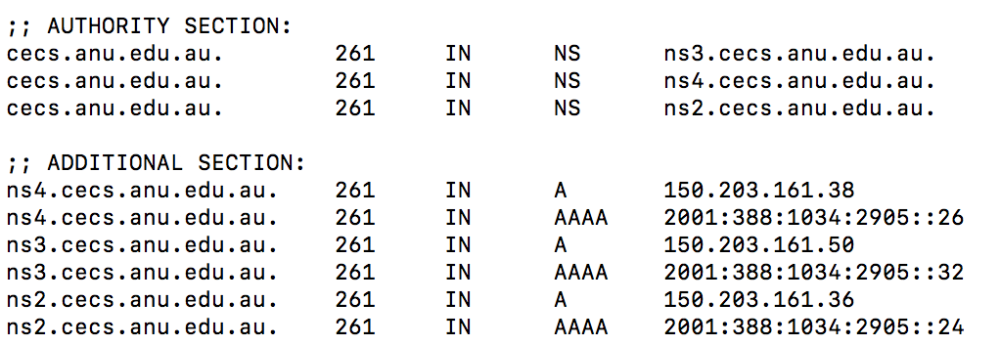 ;; AUTHORITY SECTION:
cecs.anu.edu.au. 261 IN NS ns3.cecs.anu.edu.au.
cecs.anu.edu.au. 261 IN NS ns4.cecs.anu.edu.au.
cecs.anu.edu.au. 261 IN NS ns2.cecs.anu.edu.au.

;; ADDITIONAL SECTION:
ns4.cecs.anu.edu.au. 261 IN A 150.203.161.38
ns4.cecs.anu.edu.au. 261 IN AAAA 2001:388:1034:2905::26
ns3.cecs.anu.edu.au. 261 IN A 150.203.161.50
ns3.cecs.anu.edu.au. 261 IN AAAA 2001:388:1034:2905::32
ns2.cecs.anu.edu.au. 261 IN A 150.203.161.36
ns2.cecs.anu.edu.au. 261 IN AAAA 2001:388:1034:2905::24